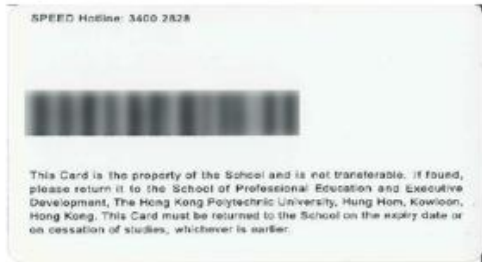 SPEED Hotline: 3400 2828
This Card is the property of the School and is not transferable. If found,
please return it to the School of Professional Education and Executive
Development, The Hong Kong Polytechnic University, Hung Hom, Kowloon,
Hong Kong. This Card must be returned to the School on the expiry date or
on cessation of studies, whichever is earlier.